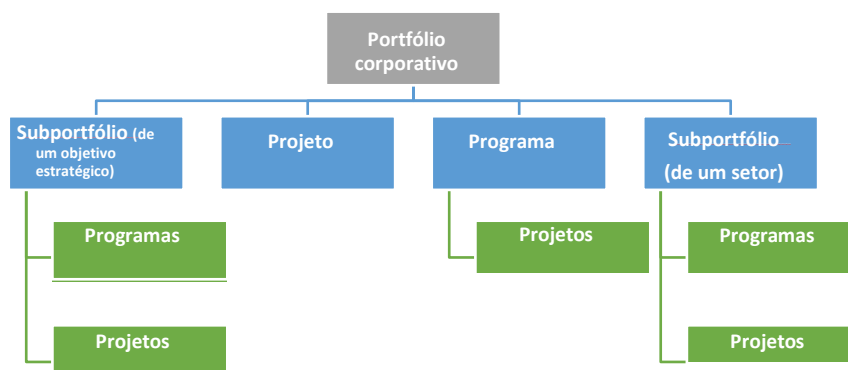 Portfólio
corporativo
Subportfólio (de
um objetivo
estratégico)
Projeto
Programa
Subportfólio
(de um setor)
Programas
Projetos
Projetos
Programas
Projetos